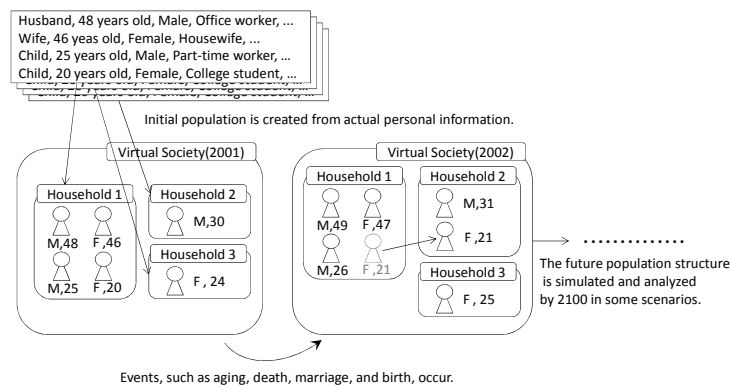 Husband, 48 years old, Male, Office worker, ...
Wife, 46 yeas old, Female, Housewife, ...
Child, 25 years old, Male, Part-time worker, ...
Child, 20 yeas old, Female, College student, ...
Initial population is created from actual personal information.
Virtual Society(2001)
Household 1
M,48
F,46
M,25
F,20
Household 2
M,30
Household 3
F, 24
Virtual Society(2002)
Household 1
M,49
F,47
M,26
F,21
Household 2
M,31
F,21
Household 3
F, 25
..............
The future population structure
is simulated and analyzed
by 2100 in some scenarios.
Events, such as aging, death, marriage, and birth, occur.